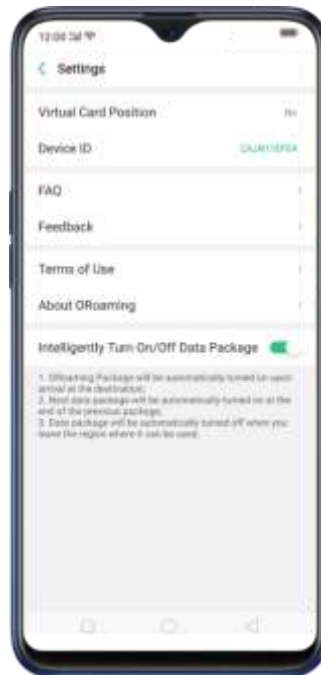 12:00
Settings
Virtual Card Position
No
Device ID
FAQ
Feedback
Terms of Use
About ORoaming
Intelligently Turn On/Off Data Package
1. ORoaming Package will be automatically turned on upon
arrival at the destination;
2. Next data package will be automatically turned on at the
end of the previous package;
3. Data package will be automatically turned off when you
leave the region where it can be used.